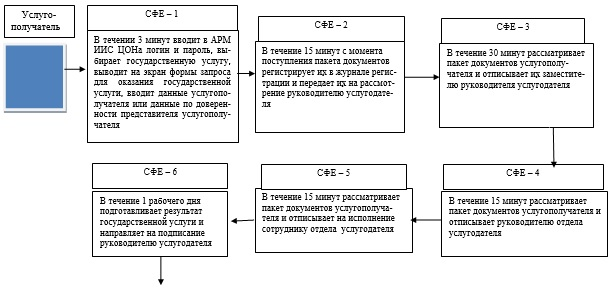 Услуго-
получатель
СФЕ – 1
В течении 3 минут вводит в АРМ
ИИС ЦОНа логин и пароль, вы-
бирает государственную услугу,
выводит на экран формы запроса
для оказания государственной
услуги, вводит данные услугопо-
лучателя или данные по доверен-
ности представителя услугополу-
чателя
СФЕ – 2
В течение 15 минут с момента
поступления пакета документов
регистрирует их в журнале регис-
трации и передает их на рассмот-
рение руководителю услугодате-
ля
СФЕ – 3
В течение 30 минут рассматривает
пакет документов услугополу-
чателя и отписывает их заместите-
лю руководителя услугодателя
СФЕ – 4
В течение 15 минут рассматривает
пакет документов услугополучателя и
отписывает руководителю отдела
услугодателя
СФЕ – 5
В течение 15 минут рассматривает
пакет документов услугополуча-
теля и отписывает на исполнение
сотруднику отдела услугодателя
СФЕ – 6
В течение 1 рабочего дня
подготавливает результат
государственной услуги и
направляет на подписание
руководителю услугодателя